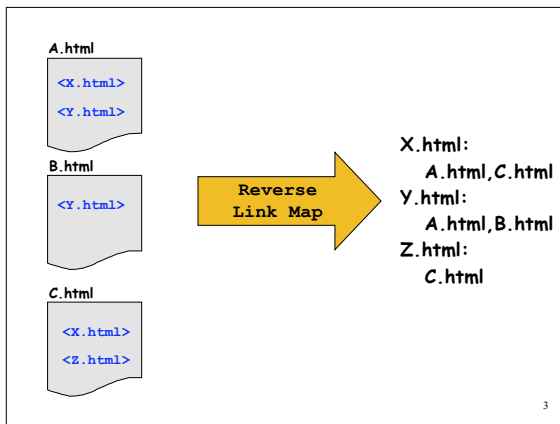 A.html
<X.html>
<Y.html>
B.html
<Y.html>
C.html
<X.html>
<Z.html>
Reverse
Link Map
X.html:
A.html,C.html
Y.html:
A.html,B.html
Z.html:
C.html
3